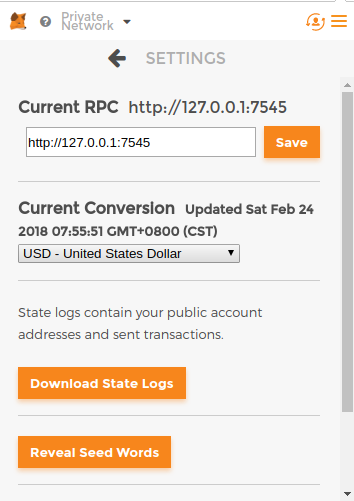 Private
Network
SETTINGS
Current RPC http://127.0.0.1:7545
http://127.0.0.1:7545 Save
Current Conversion Updated Sat Feb 24
2018 07:55:51 GMT+0800 (CST)
USD - United States Dollar
State logs contain your public account
addresses and sent transactions.
Download State Logs
Reveal Seed Words